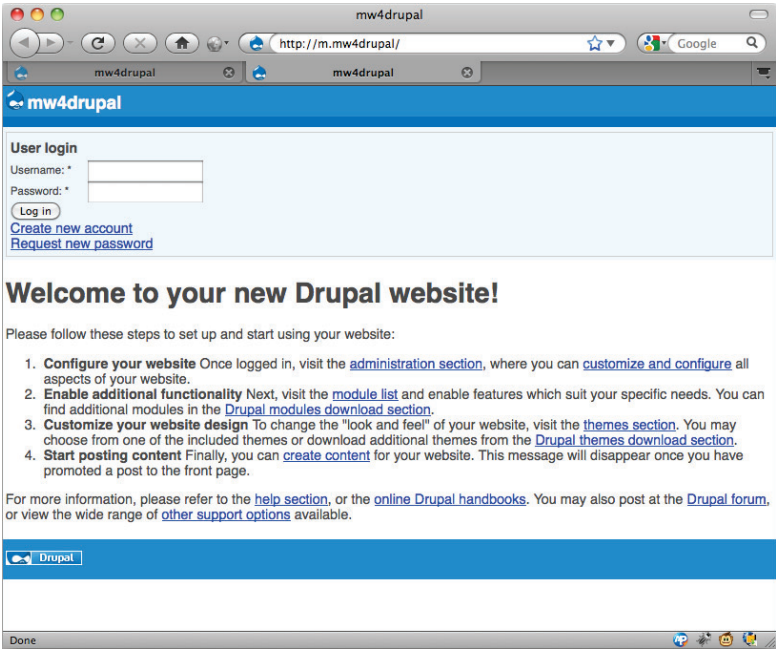 mw4drupal
http://m.mw4drupal/
Google
mw4drupal
mw4drupal
mw4drupal
User login
Username: *
Password: *
Log in
Create new account
Request new password
Welcome to your new Drupal website!
Please follow these steps to set up and start using your website:
1. Configure your website Once logged in, visit the administration section, where you can customize and configure all
aspects of your website.
2. Enable additional functionality Next, visit the module list and enable features which suit your specific needs. You can
find additional modules in the Drupal modules download section.
3. Customize your website design To change the "look and feel" of your website, visit the themes section. You may
choose from one of the included themes or download additional themes from the Drupal themes download section.
4. Start posting content Finally, you can create content for your website. This message will disappear once you have
promoted a post to the front page.
For more information, please refer to the help section, or the online Drupal handbooks. You may also post at the Drupal forum,
or view the wide range of other support options available.
Drupal
Done